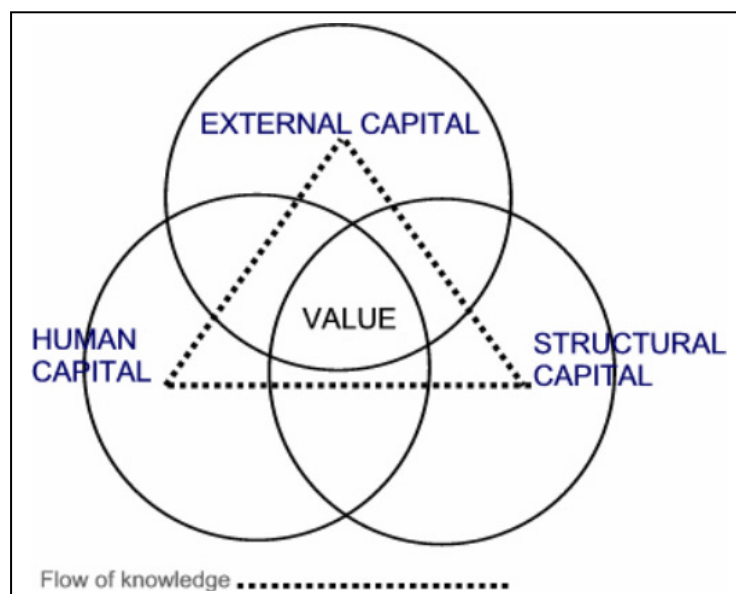 EXTERNAL CAPITAL
VALUE
HUMAN
CAPITAL
STRUCTURAL
CAPITAL
Flow of knowledge